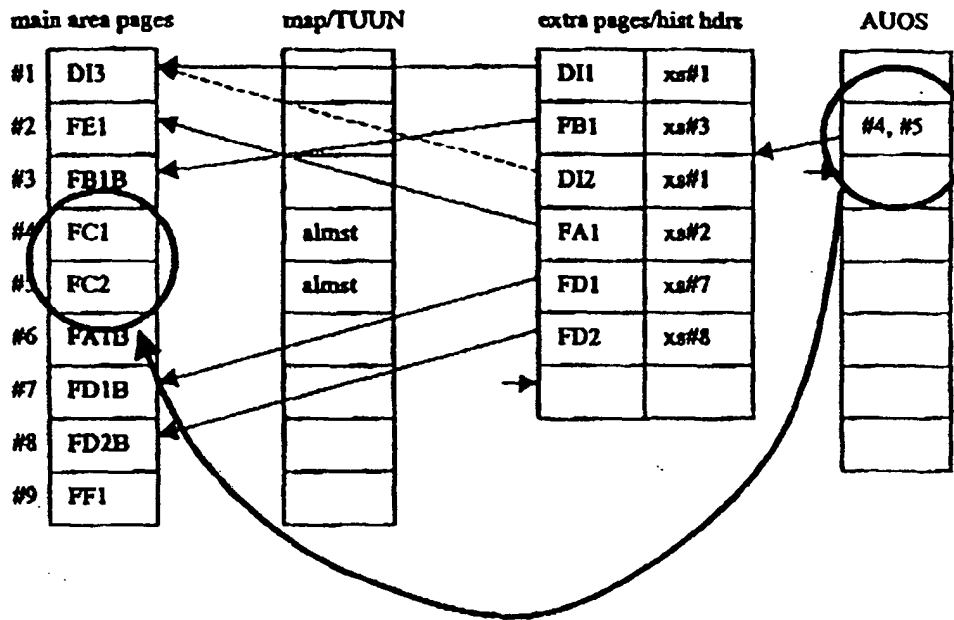 main area pages map/TUUN extra pages/hist hdrs AUOS
#1 DI3 DI1 xs#1
#2 FE1 FB1 xs#3 #4, #5
#3 FB1B DI2 xs#1
#4 FC1 almst FA1 xs#2
#5 FC2 almst FD1 xs#7
#6 FA1B FD2 xs#8
#7 FD1B
#8 FD2B
#9 FF1